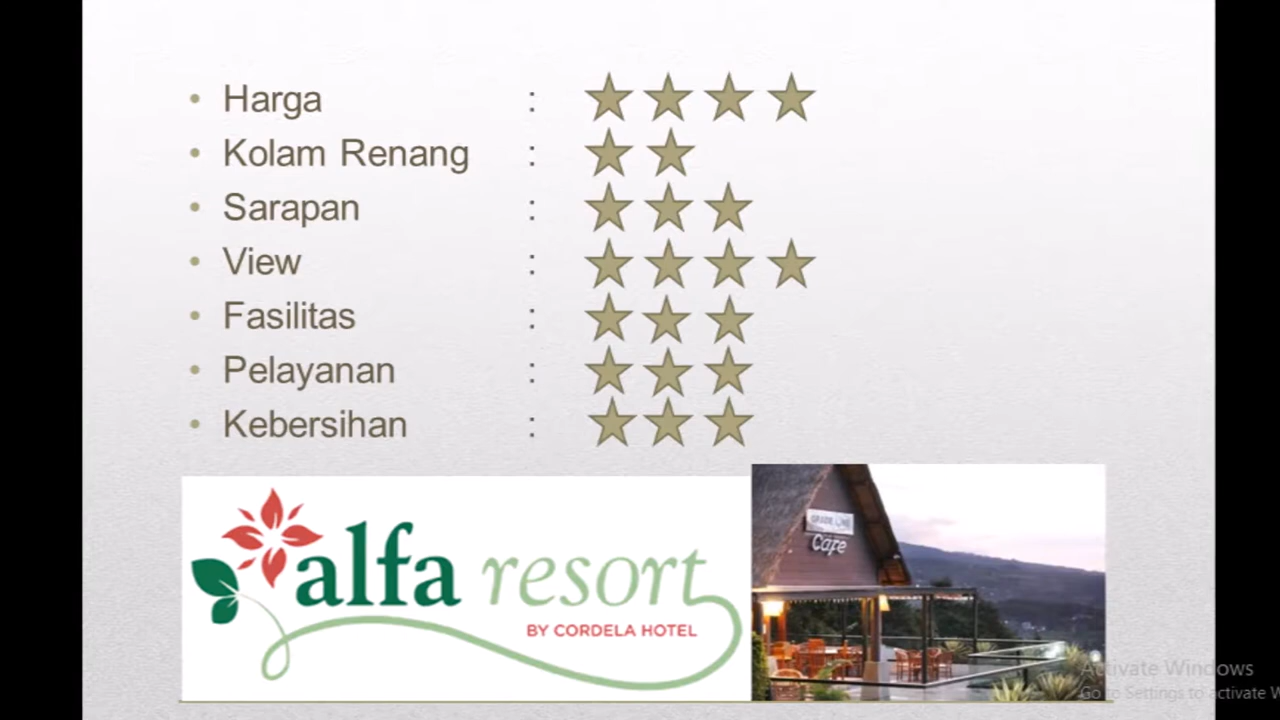 • Harga : ★★★★
• Kolam Renang : ★★
• Sarapan : ★★★
• View : ★★★★
• Fasilitas : ★★★
• Pelayanan : ★★★
• Kebersihan : ★★★
alfa resort
BY CORDELA HOTEL
Cafe
Activate Windows
Go to Settings to activate W